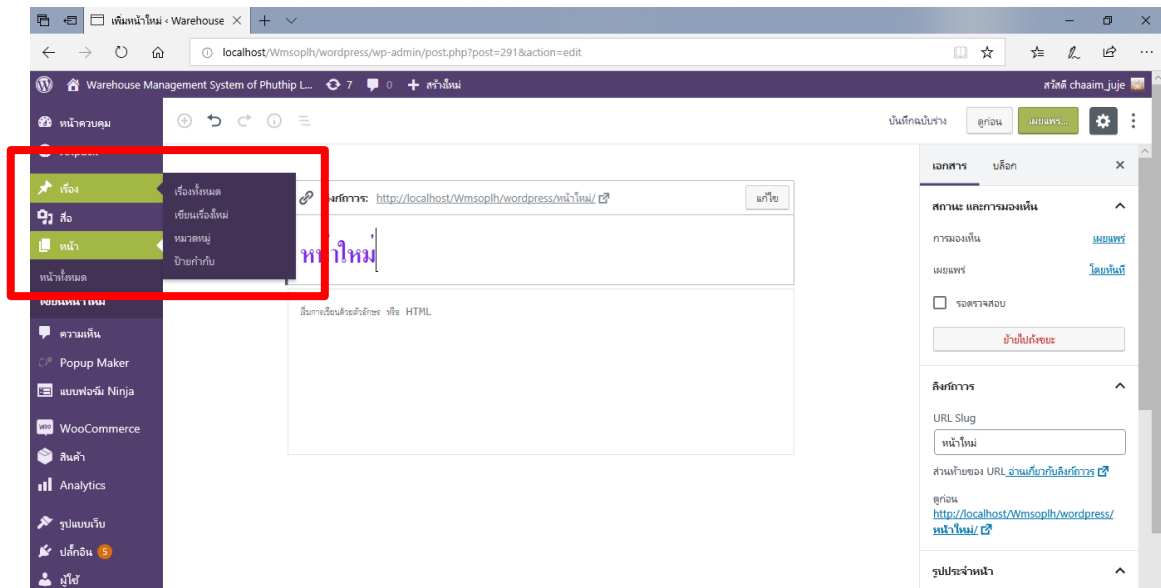 เพิ่มหน้าใหม่ ‹ Warehouse
localhost/Wmsoplh/wordpress/wp-admin/post.php?post=291&action=edit
Warehouse Management System of Phuthip L... 7 0 + สร้างใหม่ สวัสดี chaaim_juje
หน้าควบคุม
บันทึกฉบับร่าง ดูก่อน เผยแพร่...
เรื่อง
เรื่องทั้งหมด
เขียนเรื่องใหม่
หมวดหมู่
ป้ายกำกับ
สื่อ
หน้า
หน้าทั้งหมด
เขียนหน้าใหม่
ความเห็น
Popup Maker
แบบฟอร์ม Ninja
WooCommerce
สินค้า
Analytics
รูปแบบเว็บ
ปลั๊กอิน 5
ผู้ใช้
ลิงก์ถาวร: http://localhost/Wmsoplh/wordpress/หน้าใหม่/ แก้ไข
หน้าใหม่
เริ่มการเขียนด้วยตัวอักษร หรือ HTML
เอกสาร บล็อก
สถานะ และการมองเห็น
การมองเห็น เผยแพร่
เผยแพร่ โดยทันที
รอตรวจสอบ
ย้ายไปถังขยะ
ลิงก์ถาวร
URL Slug
หน้าใหม่
ส่วนท้ายของ URL อ่านเกี่ยวกับลิงก์ถาวร
ดูก่อน
http://localhost/Wmsoplh/wordpress/
หน้าใหม่/
รูปประจำหน้า